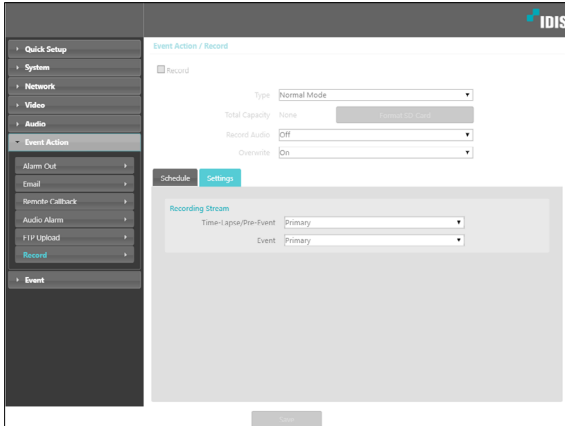 IDIS
Quick Setup
System
Network
Video
Audio
Event Action
Alarm Out
Email
Remote Callback
Audio Alarm
FTP Upload
Record
Event
Event Action / Record
Record
Type Normal Mode
Total Capacity None Format SD Card
Record Audio Off
Overwrite On
Schedule Settings
Recording Stream
Time-Lapse/Pre-Event Primary
Event Primary
Save